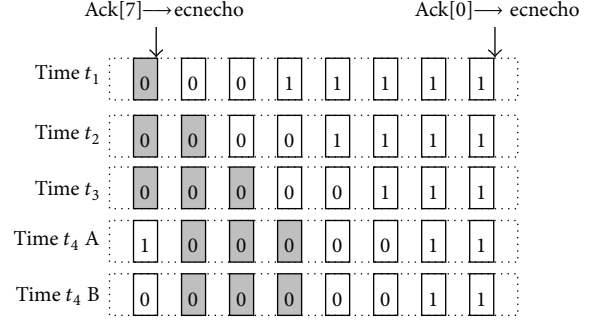 Ack[7]→ecnecho Ack[0]→ ecnecho
Time t1 0 0 0 1 1 1 1 1
Time t2 0 0 0 0 1 1 1 1
Time t3 0 0 0 0 0 1 1 1
Time t4 A 1 0 0 0 0 0 1 1
Time t4 B 0 0 0 0 0 0 1 1